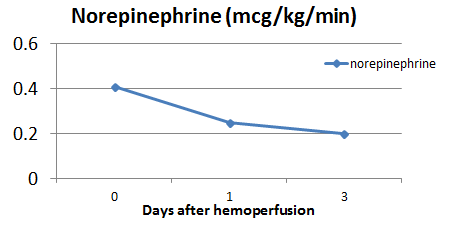 Norepinephrine (mcg/kg/min)
0.6
norepinephrine
0.4
0.2
0
0 1 3
Days after hemoperfusion